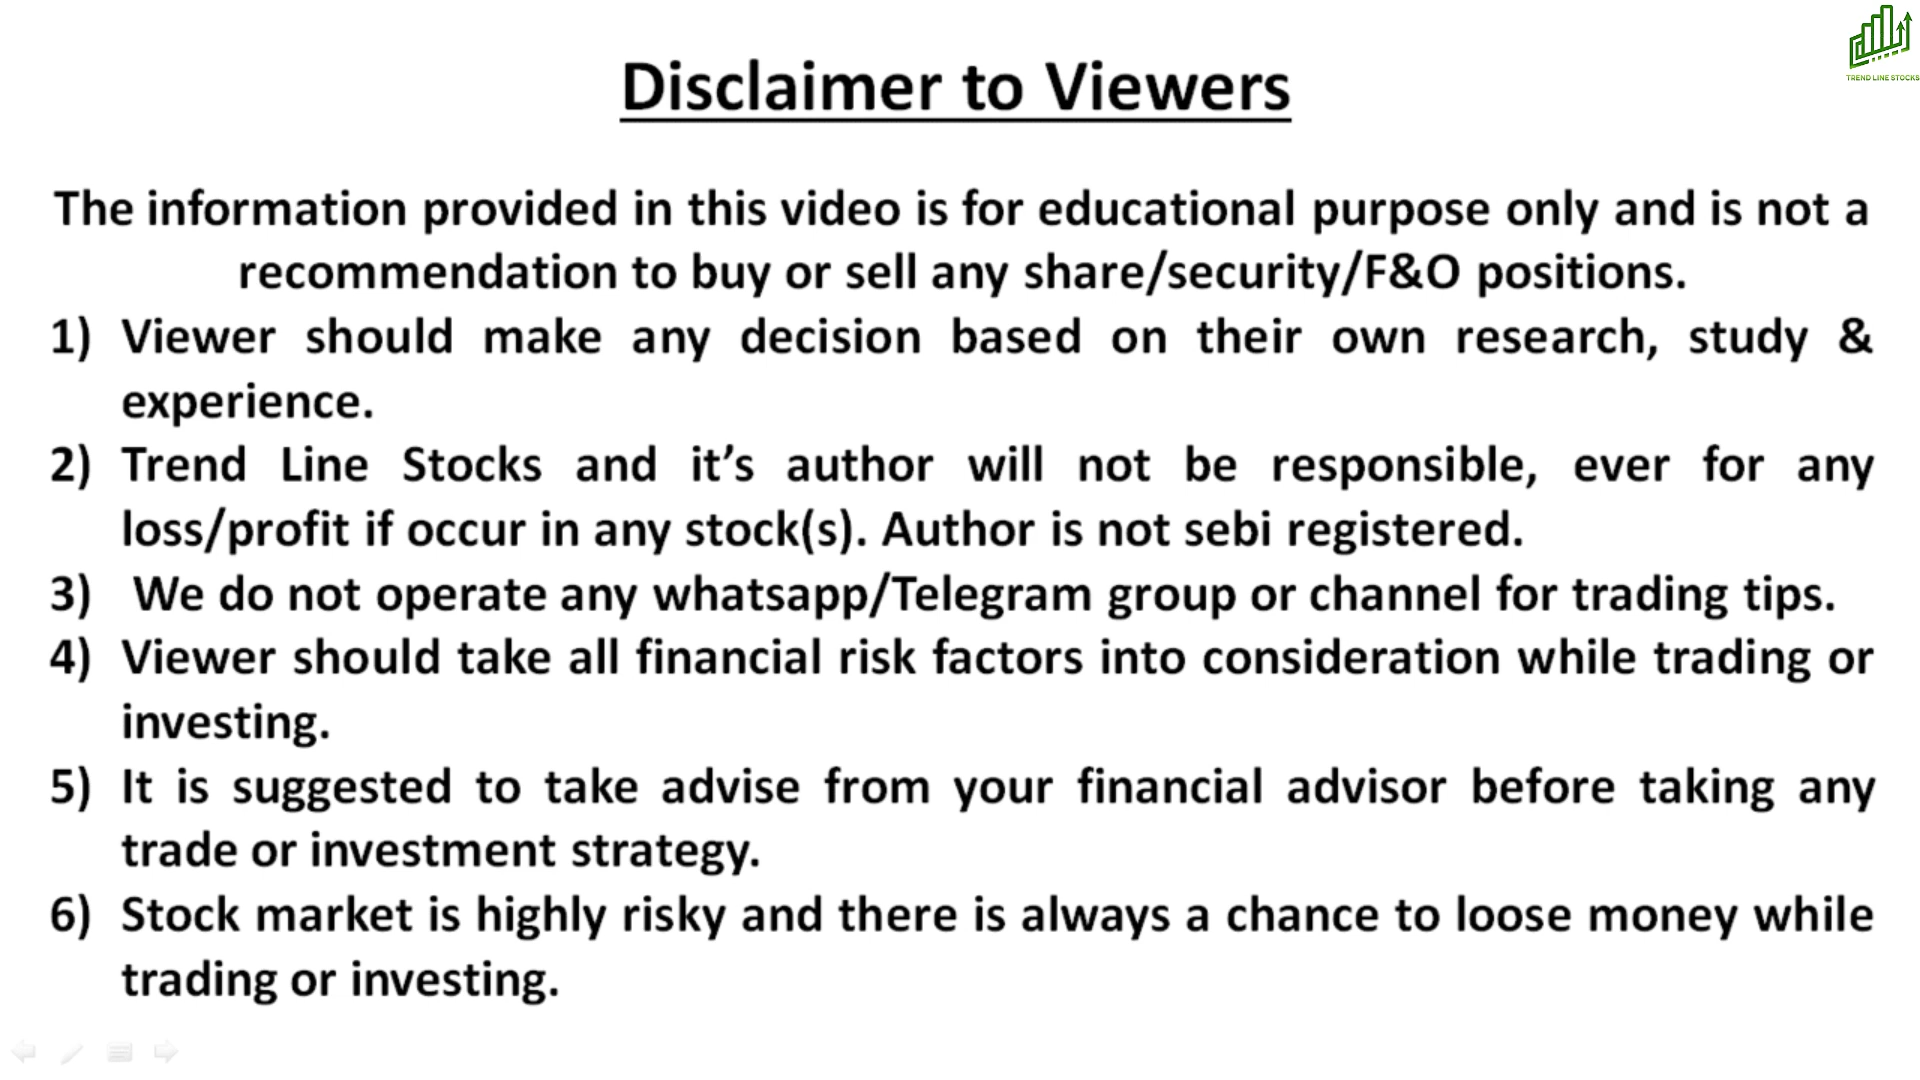 TREND LINE STOCKS
Disclaimer to Viewers
The information provided in this video is for educational purpose only and is not a
recommendation to buy or sell any share/security/F&O positions.
1) Viewer should make any decision based on their own research, study &
experience.
2) Trend Line Stocks and it’s author will not be responsible, ever for any
loss/profit if occur in any stock(s). Author is not sebi registered.
3) We do not operate any whatsapp/Telegram group or channel for trading tips.
4) Viewer should take all financial risk factors into consideration while trading or
investing.
5) It is suggested to take advise from your financial advisor before taking any
trade or investment strategy.
6) Stock market is highly risky and there is always a chance to loose money while
trading or investing.